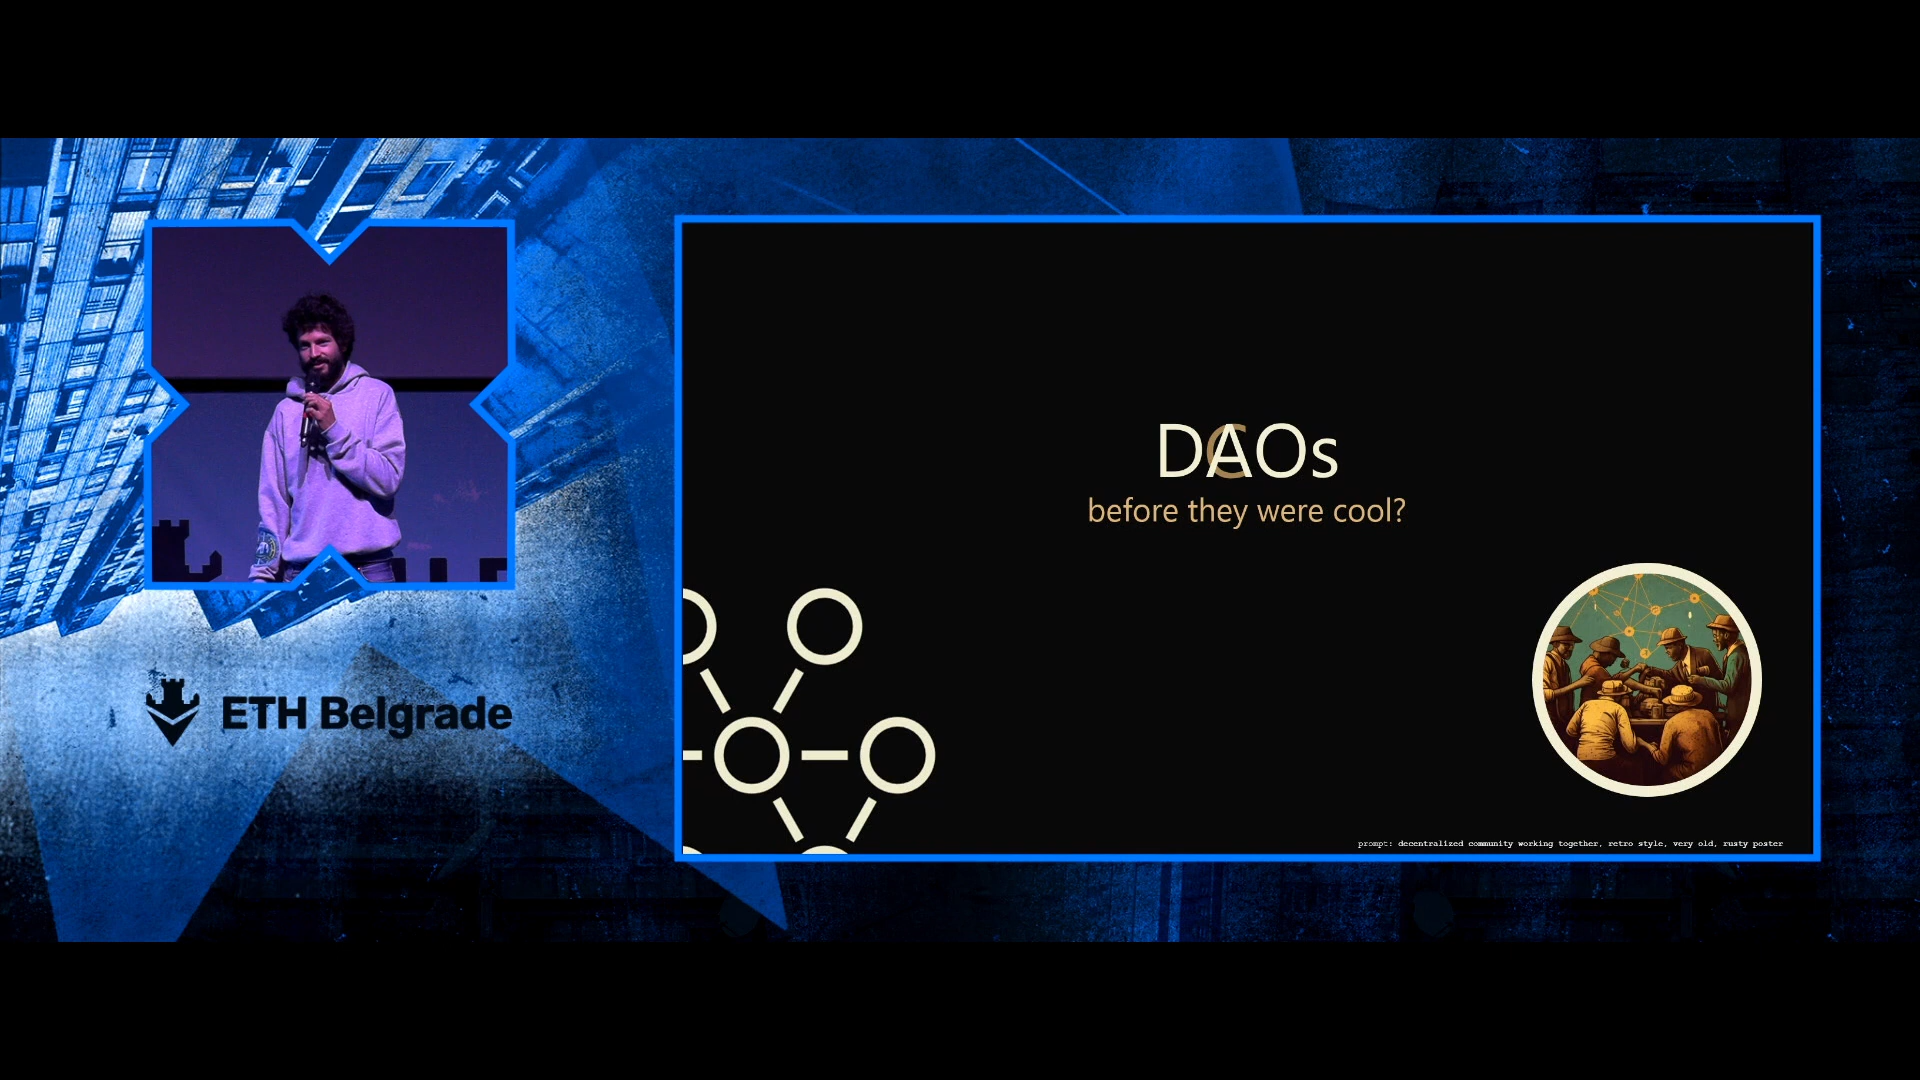 DAOs
before they were cool?
ETH Belgrade
prompt: decentralized community working together, retro style, very old, rusty poster